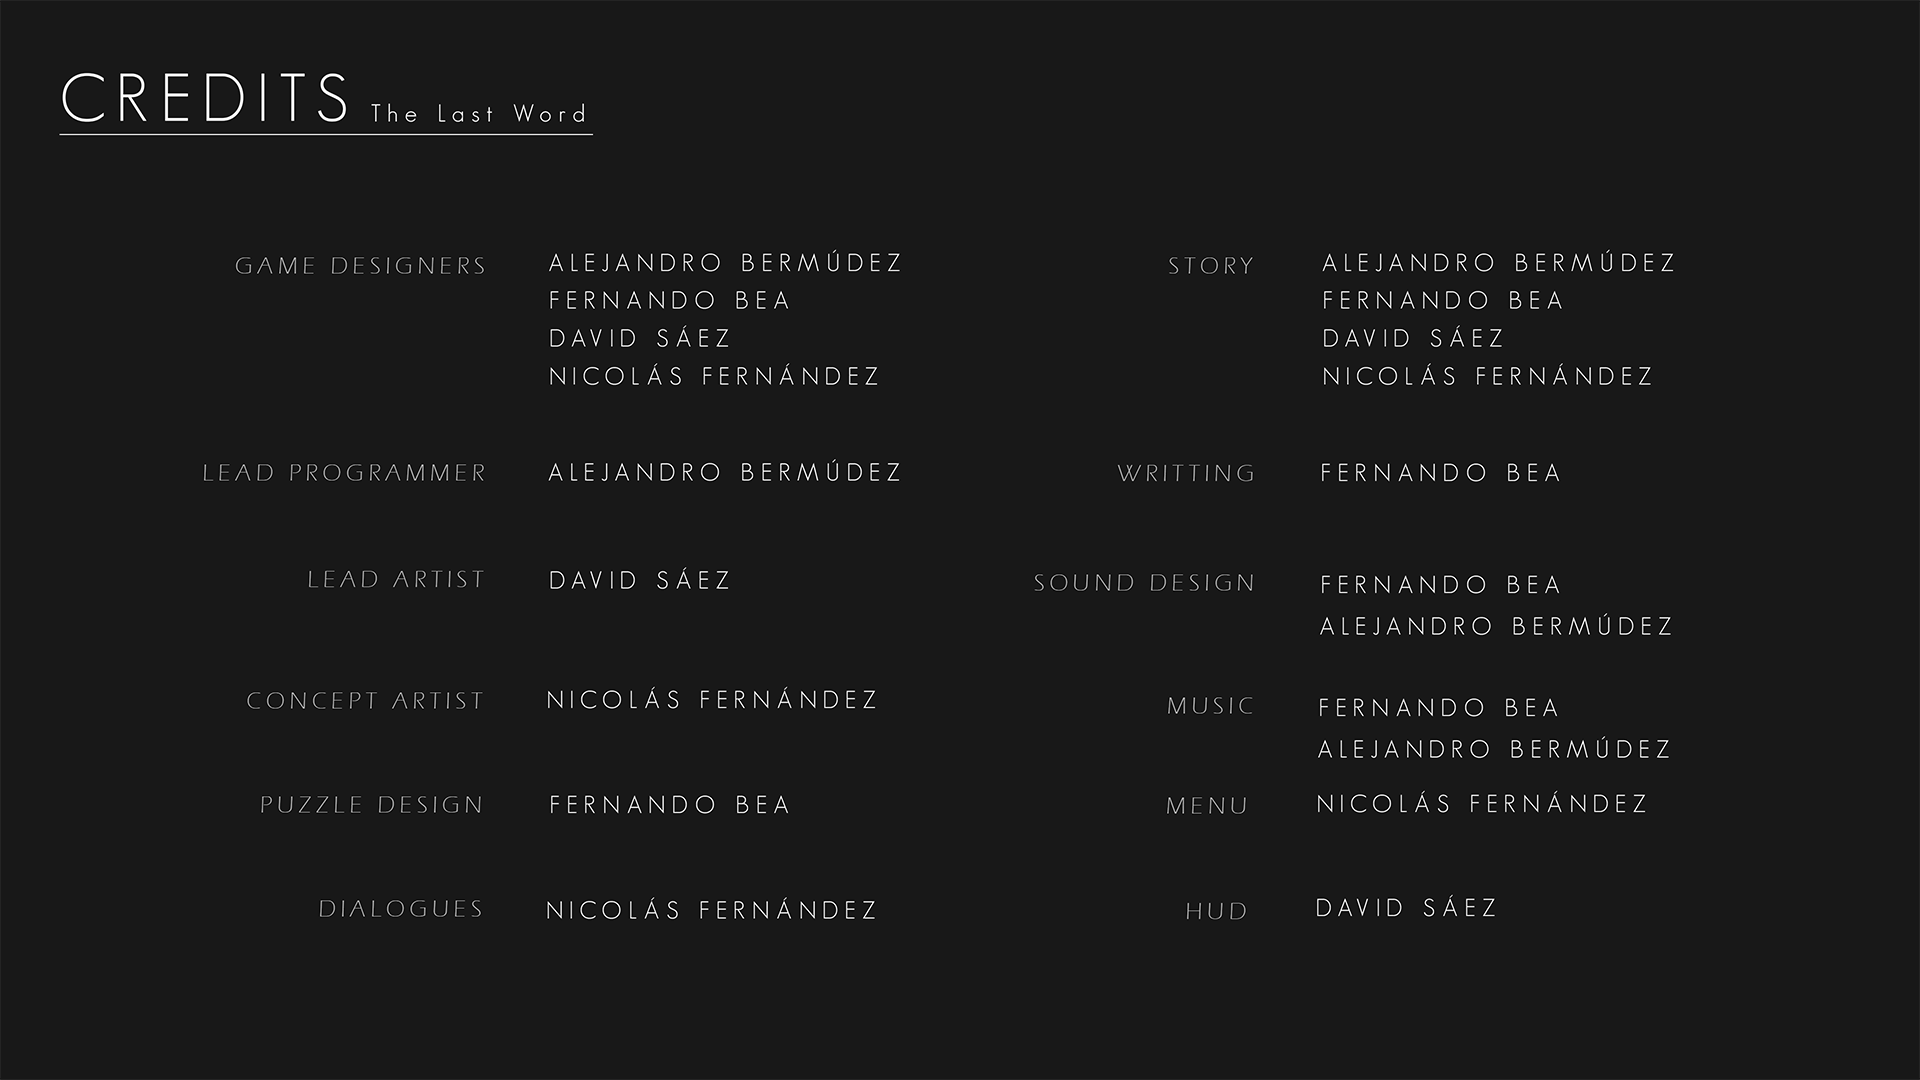 CREDITS The Last Word
GAME DESIGNERS ALEJANDRO BERMÚDEZ
FERNANDO BEA
DAVID SÁEZ
NICOLÁS FERNÁNDEZ
LEAD PROGRAMMER ALEJANDRO BERMÚDEZ
LEAD ARTIST DAVID SÁEZ
CONCEPT ARTIST NICOLÁS FERNÁNDEZ
PUZZLE DESIGN FERNANDO BEA
DIALOGUES NICOLÁS FERNÁNDEZ
STORY ALEJANDRO BERMÚDEZ
FERNANDO BEA
DAVID SÁEZ
NICOLÁS FERNÁNDEZ
WRITTING FERNANDO BEA
SOUND DESIGN FERNANDO BEA
ALEJANDRO BERMÚDEZ
MUSIC FERNANDO BEA
ALEJANDRO BERMÚDEZ
MENU NICOLÁS FERNÁNDEZ
HUD DAVID SÁEZ